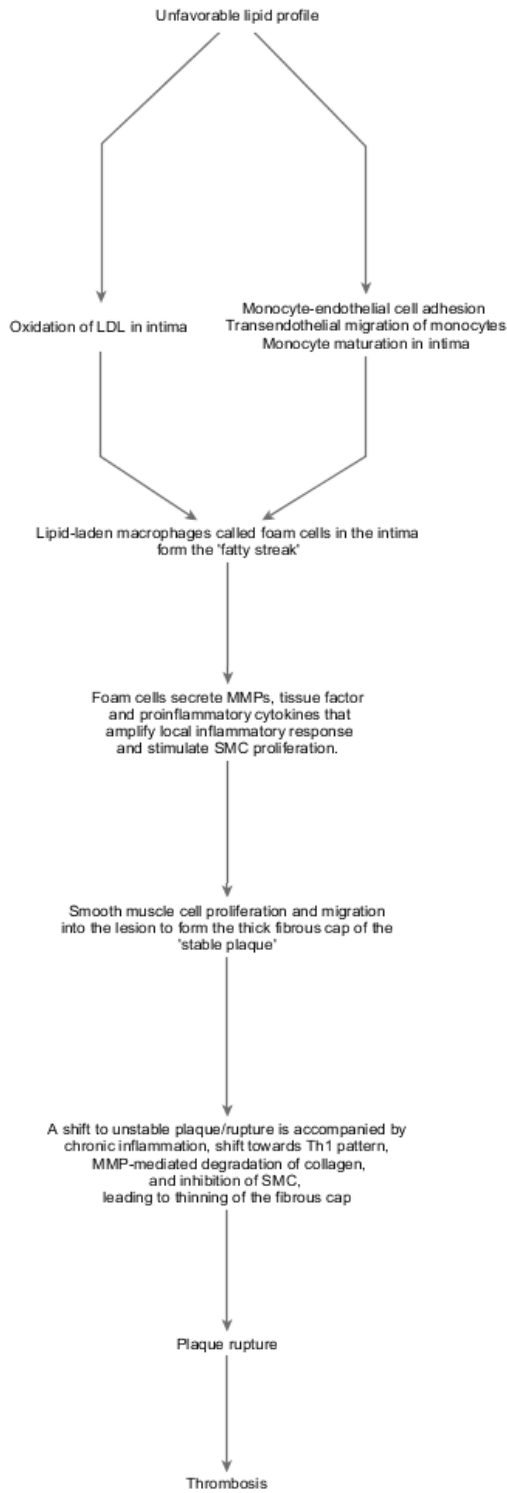 Unfavorable lipid profile
Oxidation of LDL in intima
Monocyte-endothelial cell adhesion
Transendothelial migration of monocytes
Monocyte maturation in intima
Lipid-laden macrophages called foam cells in the intima
form the 'fatty streak'
Foam cells secrete MMPs, tissue factor
and proinflammatory cytokines that
amplify local inflammatory response
and stimulate SMC proliferation.
Smooth muscle cell proliferation and migration
into the lesion to form the thick fibrous cap of the
'stable plaque'
A shift to unstable plaque/rupture is accompanied by
chronic inflammation, shift towards Th1 pattern,
MMP-mediated degradation of collagen,
and inhibition of SMC,
leading to thinning of the fibrous cap
Plaque rupture
Thrombosis